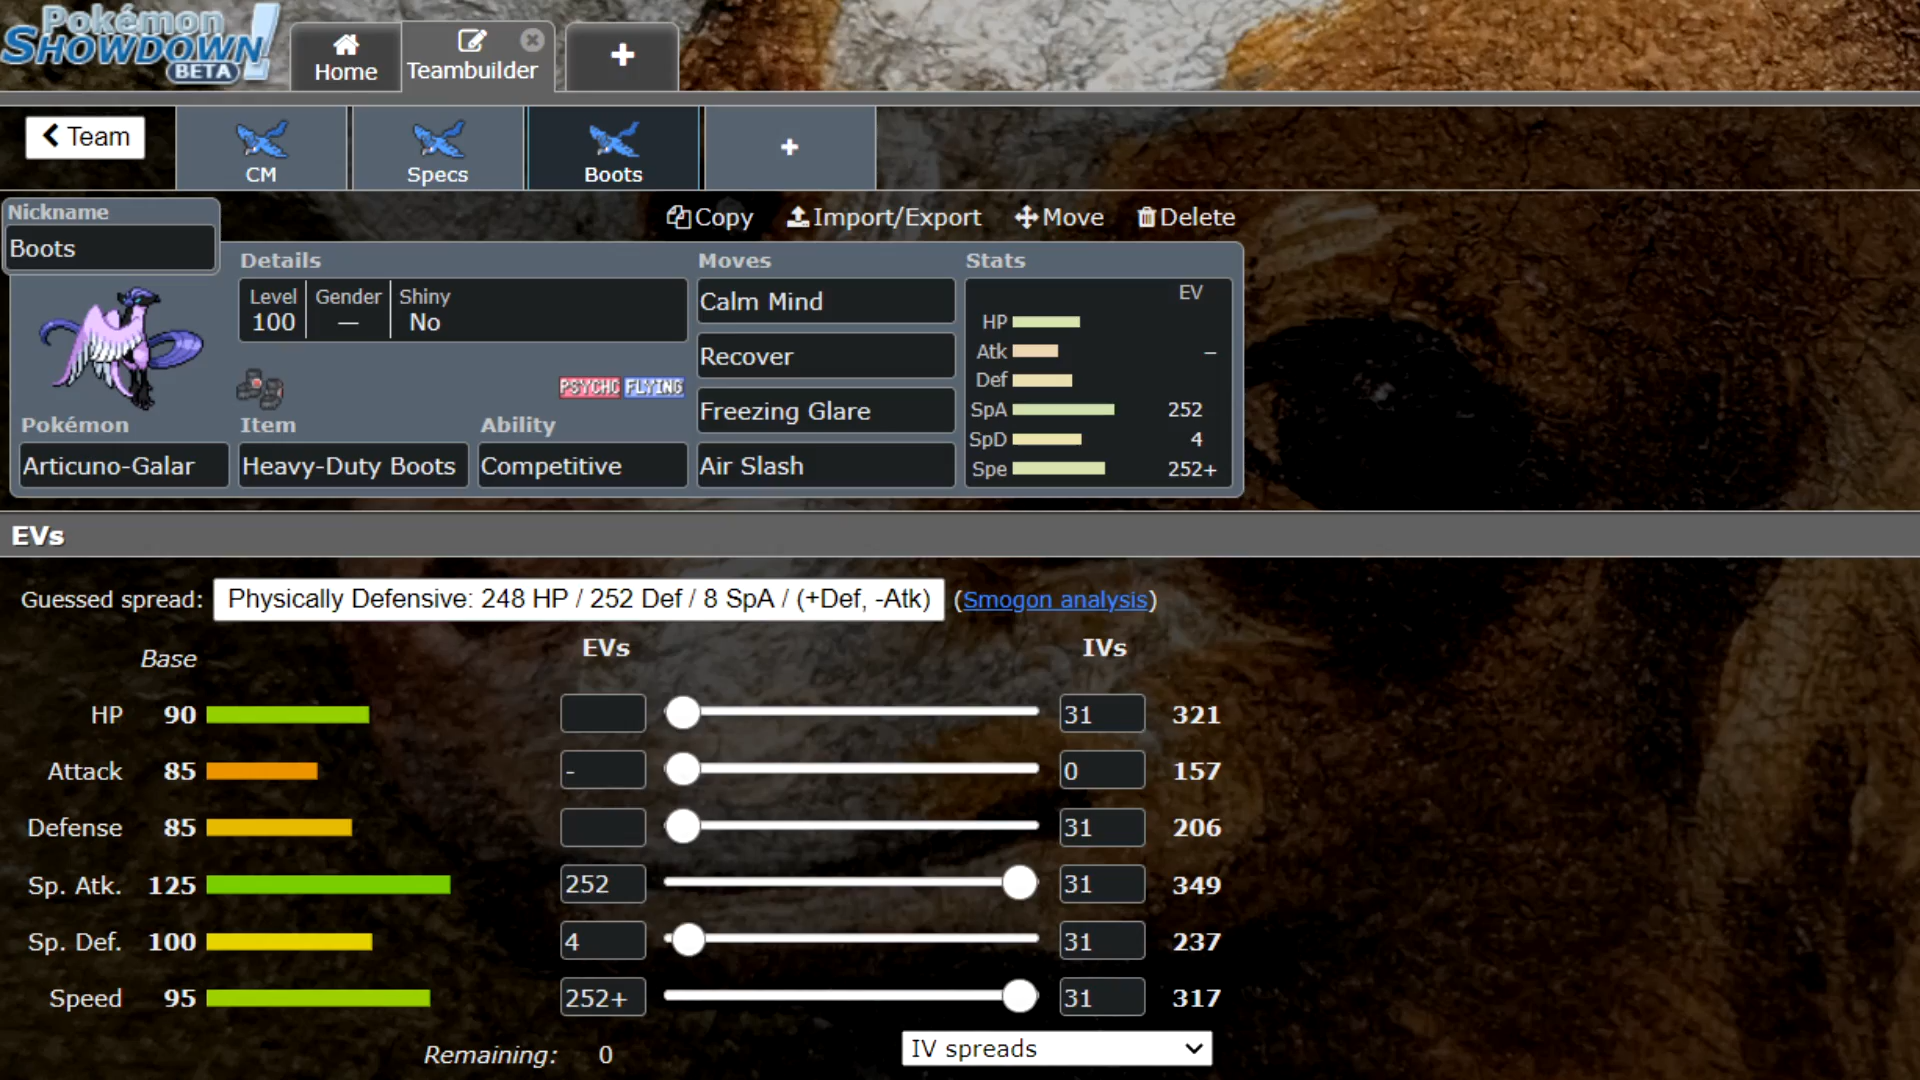 Pokémon
SHOWDOWN!
BETA
Home
Teambuilder
Team
CM
Specs
Boots
Nickname
Boots
Copy
Import/Export
Move
Delete
Details
Level
Gender
Shiny
100
—
No
PSYCHC FLYING
Pokémon
Articuno-Galar
Item
Heavy-Duty Boots
Ability
Competitive
Moves
Calm Mind
Recover
Freezing Glare
Air Slash
Stats
EV
HP
Atk –
Def
SpA 252
SpD 4
Spe 252+
EVs
Guessed spread: Physically Defensive: 248 HP / 252 Def / 8 SpA / (+Def, -Atk) (Smogon analysis)
Base EVs IVs
HP 90 31 321
Attack 85 - 0 157
Defense 85 31 206
Sp. Atk. 125 252 31 349
Sp. Def. 100 4 31 237
Speed 95 252+ 31 317
Remaining: 0
IV spreads